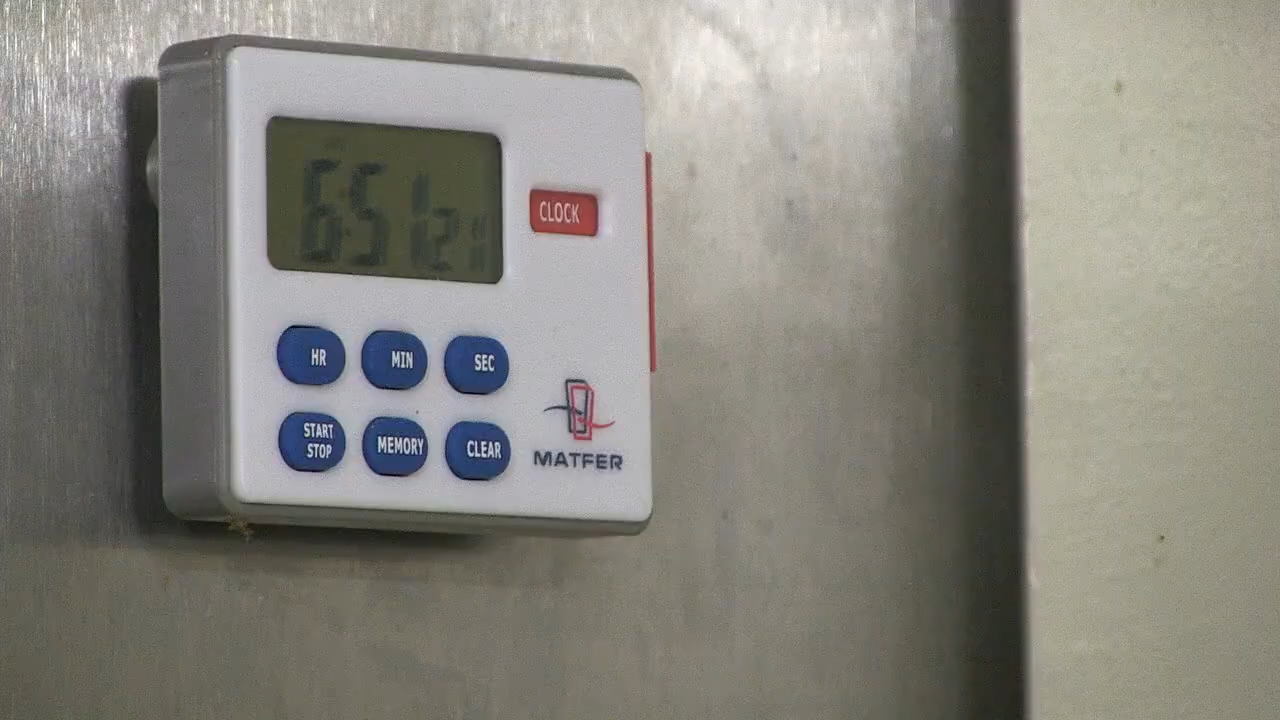 CLOCK
HR MIN SEC
START
STOP
MEMORY CLEAR
MATFER